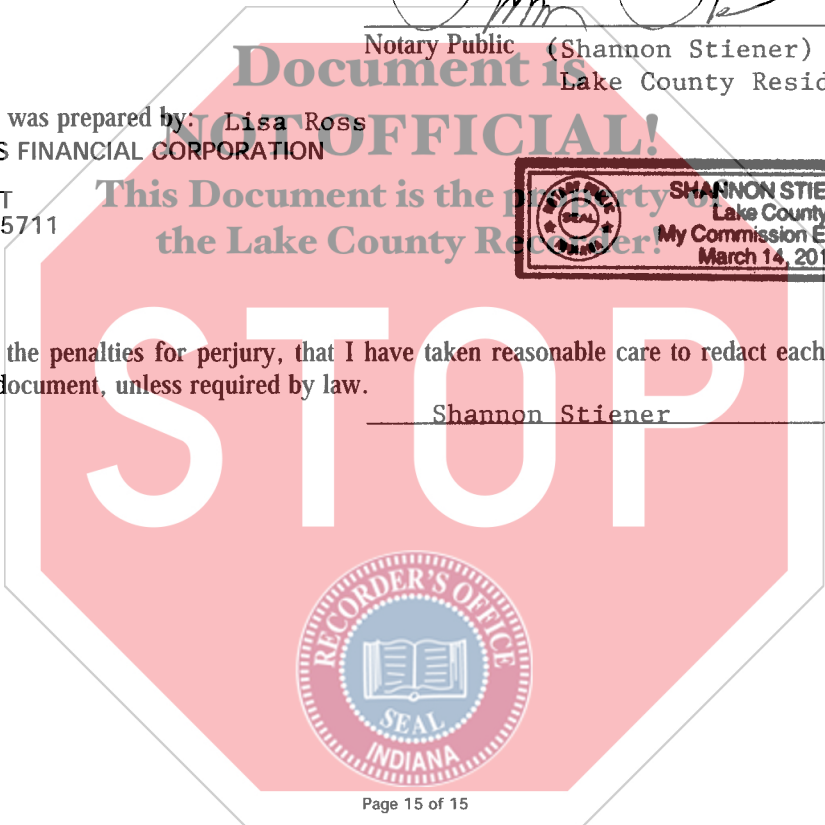 Notary Public (Shannon Stiener)
Lake County Resid
Document is
was prepared by: Lisa Ross
NOT OFFICIAL!
S FINANCIAL CORPORATION
This Document is the property of
T
5711
the Lake County Recorder!
SHANNON STIE
Lake County
My Commission E
March 14, 201
NOTARY PUBLIC
SEAL
INDIANA
the penalties for perjury, that I have taken reasonable care to redact each
document, unless required by law.
Shannon Stiener
STOP
RECORDER'S OFFICE
SEAL
INDIANA
Page 15 of 15